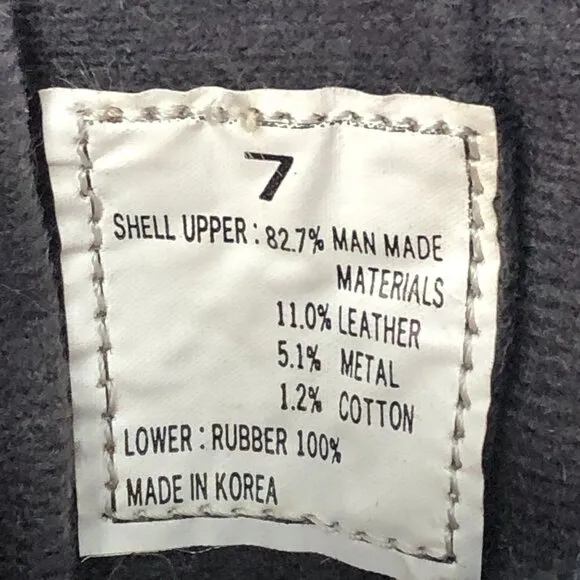 7
SHELL UPPER : 82.7% MAN MADE
MATERIALS
11.0% LEATHER
5.1% METAL
1.2% COTTON
LOWER : RUBBER 100%
MADE IN KOREA